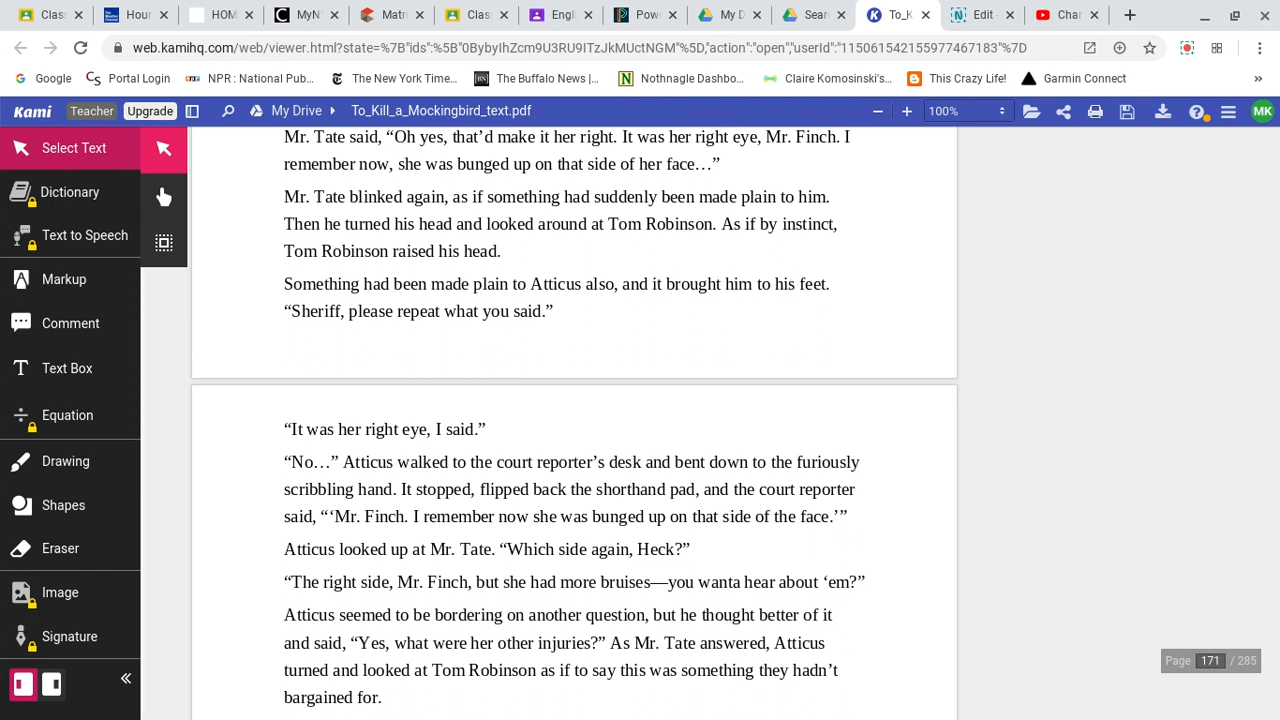 Class
Hour
HOM
MyN
Matri
Class
Engli
Powe
My D
Sear
To_K
Edit -
Char
web.kamihq.com/web/viewer.html?state=%7B"ids":%5B"0BybyIhZcm9U3RU9ITzJkMUctNGM"%5D,"action":"open","userId":"115061542155977467183"%7D
Google
Portal Login
NPR : National Pub...
The New York Time...
The Buffalo News |...
Nothnagle Dashbo...
Claire Komosinski's...
This Crazy Life!
Garmin Connect
»
Kami
Teacher
Upgrade
My Drive
To_Kill_a_Mockingbird_text.pdf
100%
MK
Select Text
Dictionary
Text to Speech
Markup
Comment
Text Box
Equation
Drawing
Shapes
Eraser
Image
Signature
Mr. Tate said, “Oh yes, that’d make it her right. It was her right eye, Mr. Finch. I
remember now, she was bunged up on that side of her face…”
Mr. Tate blinked again, as if something had suddenly been made plain to him.
Then he turned his head and looked around at Tom Robinson. As if by instinct,
Tom Robinson raised his head.
Something had been made plain to Atticus also, and it brought him to his feet.
“Sheriff, please repeat what you said.”
“It was her right eye, I said.”
“No…” Atticus walked to the court reporter’s desk and bent down to the furiously
scribbling hand. It stopped, flipped back the shorthand pad, and the court reporter
said, “‘Mr. Finch. I remember now she was bunged up on that side of the face.’”
Atticus looked up at Mr. Tate. “Which side again, Heck?”
“The right side, Mr. Finch, but she had more bruises—you wanta hear about ‘em?”
Atticus seemed to be bordering on another question, but he thought better of it
and said, “Yes, what were her other injuries?” As Mr. Tate answered, Atticus
turned and looked at Tom Robinson as if to say this was something they hadn’t
bargained for.
Page 171 / 285